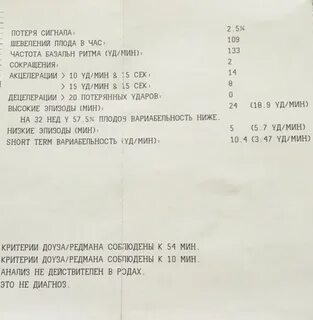 ПОТЕРЯ СИГНАЛА: 2.5%
ШЕВЕЛЕНИЙ ПЛОДА В ЧАС: 109
ЧАСТОТА БАЗАЛЬН РИТМА (УД/МИН): 133
СОКРАЩЕНИЯ: 2
АКЦЕЛЕРАЦИИ > 10 УД/МИН & 15 СЕК: 14
> 15 УД/МИН & 15 СЕК: 8
ДЕЦЕЛЕРАЦИИ > 20 ПОТЕРЯННЫХ УДАРОВ: 0
ВЫСОКИЕ ЭПИЗОДЫ (МИН): 24 (18.9 УД/МИН)
НА 32 НЕД У 57.5% ПЛОДОУ ВАРИАБЕЛЬНОСТЬ НИЖЕ.
НИЗКИЕ ЭПИЗОДЫ (МИН): 5 (5.7 УД/МИН)
SHORT TERM ВАРИАБЕЛЬНОСТЬ (УД/МИН): 10.4 (3.47 УД/МИН)
КРИТЕРИИ ДОУЗА/РЕДМАНА СОБЛЮДЕНЫ К 54 МИН.
КРИТЕРИИ ДОУЗА/РЕДМАНА СОБЛЮДЕНЫ К 10 МИН.
АНАЛИЗ НЕ ДЕЙСТВИТЕЛЕН В РОДАХ.
ЭТО НЕ ДИАГНОЗ.